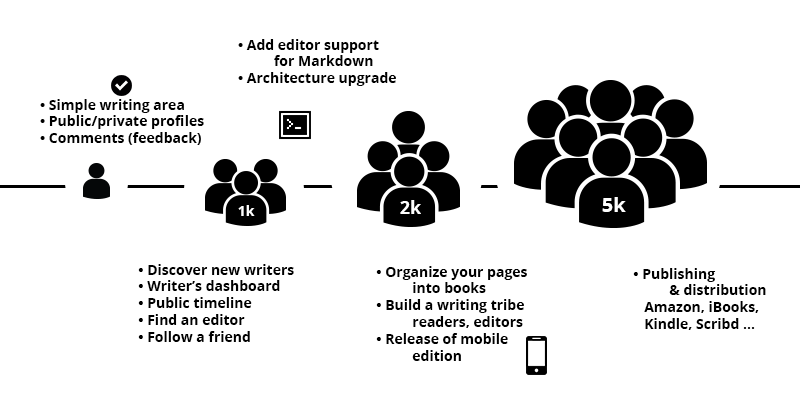 • Add editor support
for Markdown
• Architecture upgrade
• Simple writing area
• Public/private profiles
• Comments (feedback)
1k
2k
5k
• Discover new writers
• Writer’s dashboard
• Public timeline
• Find an editor
• Follow a friend
• Organize your pages
into books
• Build a writing tribe
readers, editors
• Release of mobile
edition
• Publishing
& distribution
Amazon, iBooks,
Kindle, Scribd ...